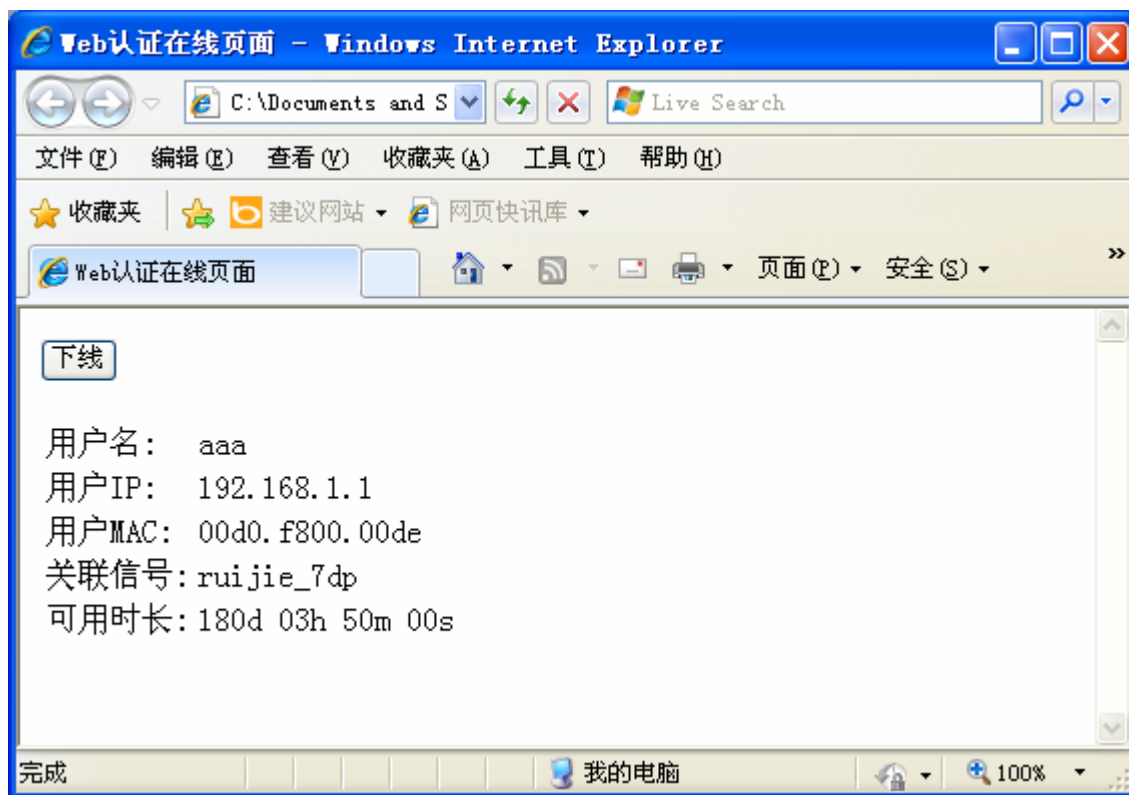 Web认证在线页面 - Windows Internet Explorer
C:\Documents and S
Live Search
文件(F) 编辑(E) 查看(V) 收藏夹(A) 工具(T) 帮助(H)
收藏夹 建议网站 网页快讯库
Web认证在线页面 页面(P) 安全(S) »
下线
用户名: aaa
用户IP: 192.168.1.1
用户MAC: 00d0.f800.00de
关联信号: ruijie_7dp
可用时长: 180d 03h 50m 00s
完成 我的电脑 100%